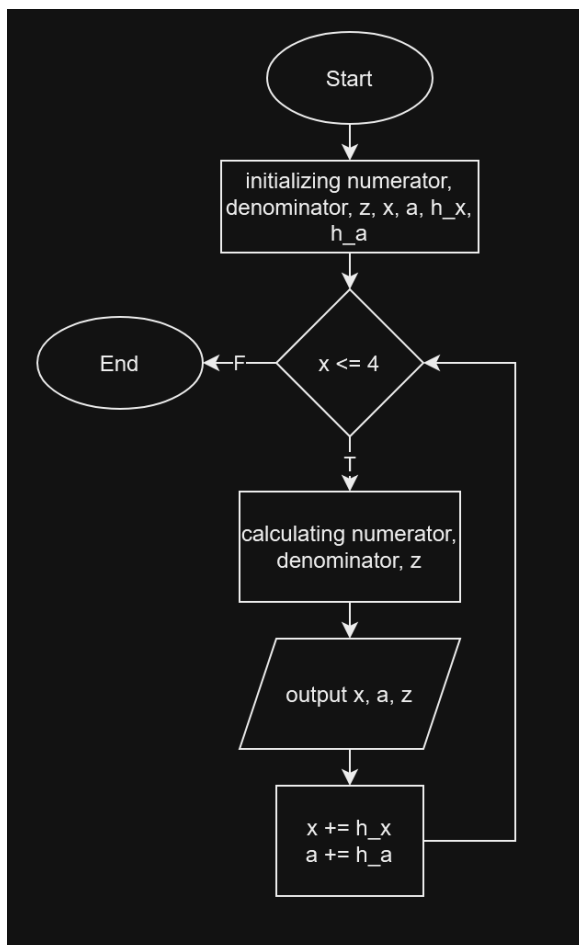 Start
initializing numerator,
denominator, z, x, a, h_x,
h_a
End
F
x <= 4
T
calculating numerator,
denominator, z
output x, a, z
x += h_x
a += h_a